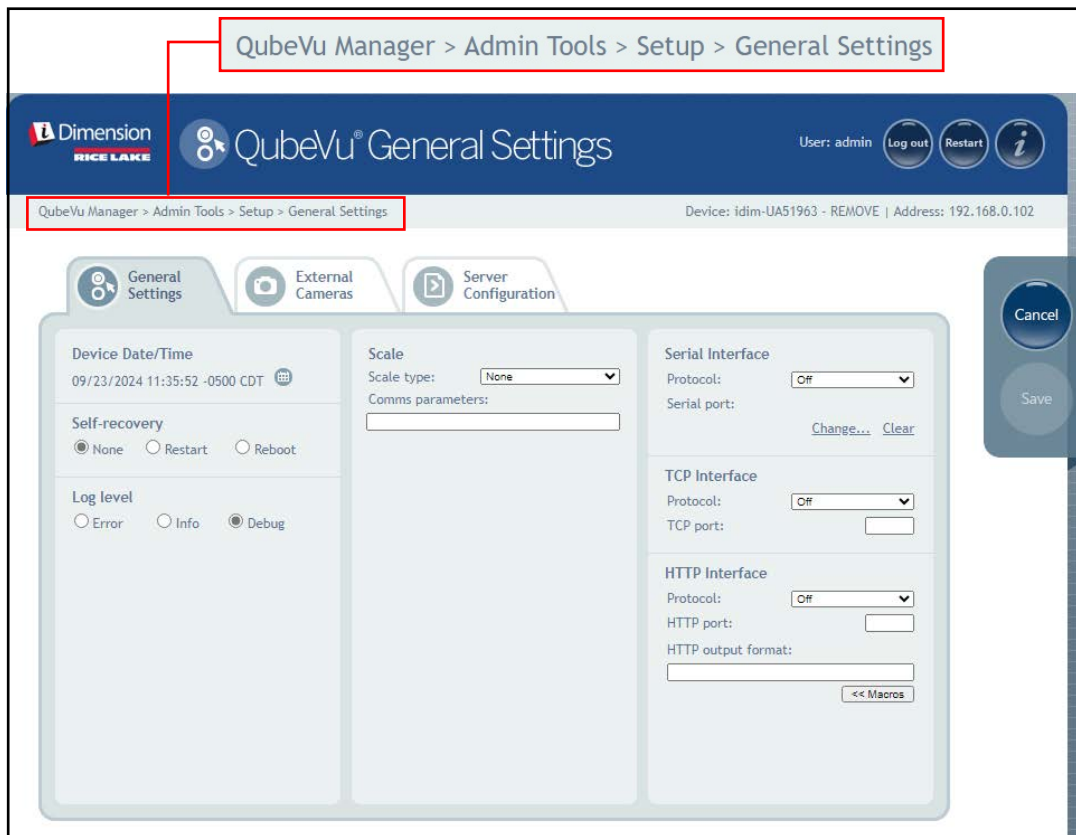 QubeVu Manager > Admin Tools > Setup > General Settings
iDimension
RICE LAKE
QubeVu® General Settings
User: admin
Log out
Restart
i
QubeVu Manager > Admin Tools > Setup > General Settings
Device: idim-UA51963 - REMOVE | Address: 192.168.0.102
General
Settings
External
Cameras
Server
Configuration
Cancel
Save
Device Date/Time
09/23/2024 11:35:52 -0500 CDT
Self-recovery
None Restart Reboot
Log level
Error Info Debug
Scale
Scale type: None
Comms parameters:
Serial Interface
Protocol: Off
Serial port:
Change... Clear
TCP Interface
Protocol: Off
TCP port:
HTTP Interface
Protocol: Off
HTTP port:
HTTP output format:
<< Macros